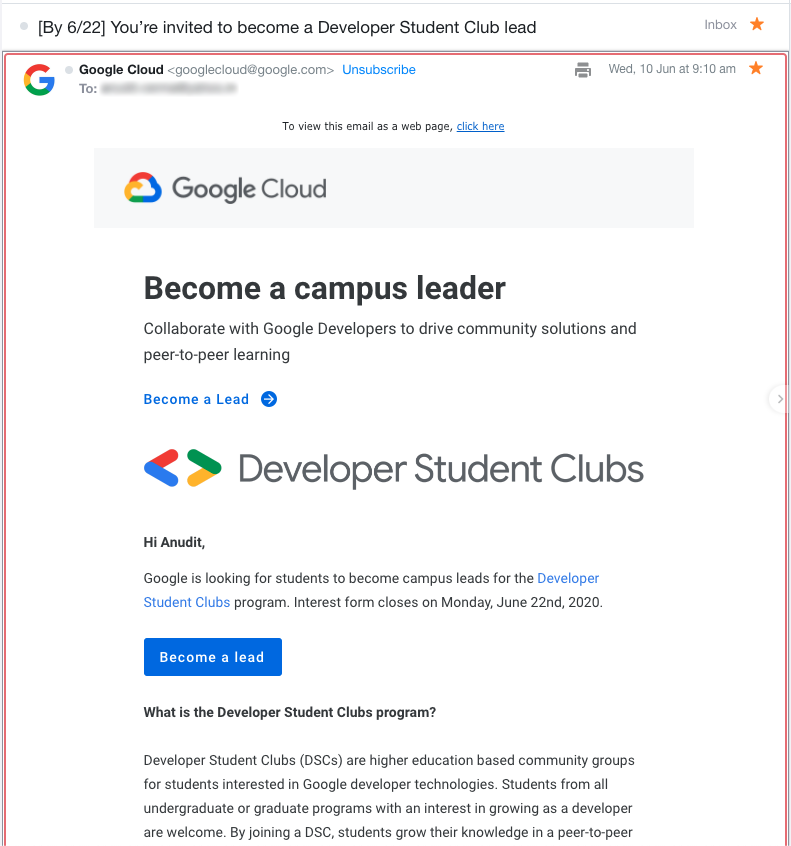 [By 6/22] You’re invited to become a Developer Student Club lead Inbox
Google Cloud <googlecloud@google.com> Unsubscribe Wed, 10 Jun at 9:10 am
To:
To view this email as a web page, click here
Google Cloud
Become a campus leader
Collaborate with Google Developers to drive community solutions and
peer-to-peer learning
Become a Lead
Developer Student Clubs
Hi Anudit,
Google is looking for students to become campus leads for the Developer
Student Clubs program. Interest form closes on Monday, June 22nd, 2020.
Become a lead
What is the Developer Student Clubs program?
Developer Student Clubs (DSCs) are higher education based community groups
for students interested in Google developer technologies. Students from all
undergraduate or graduate programs with an interest in growing as a developer
are welcome. By joining a DSC, students grow their knowledge in a peer-to-peer